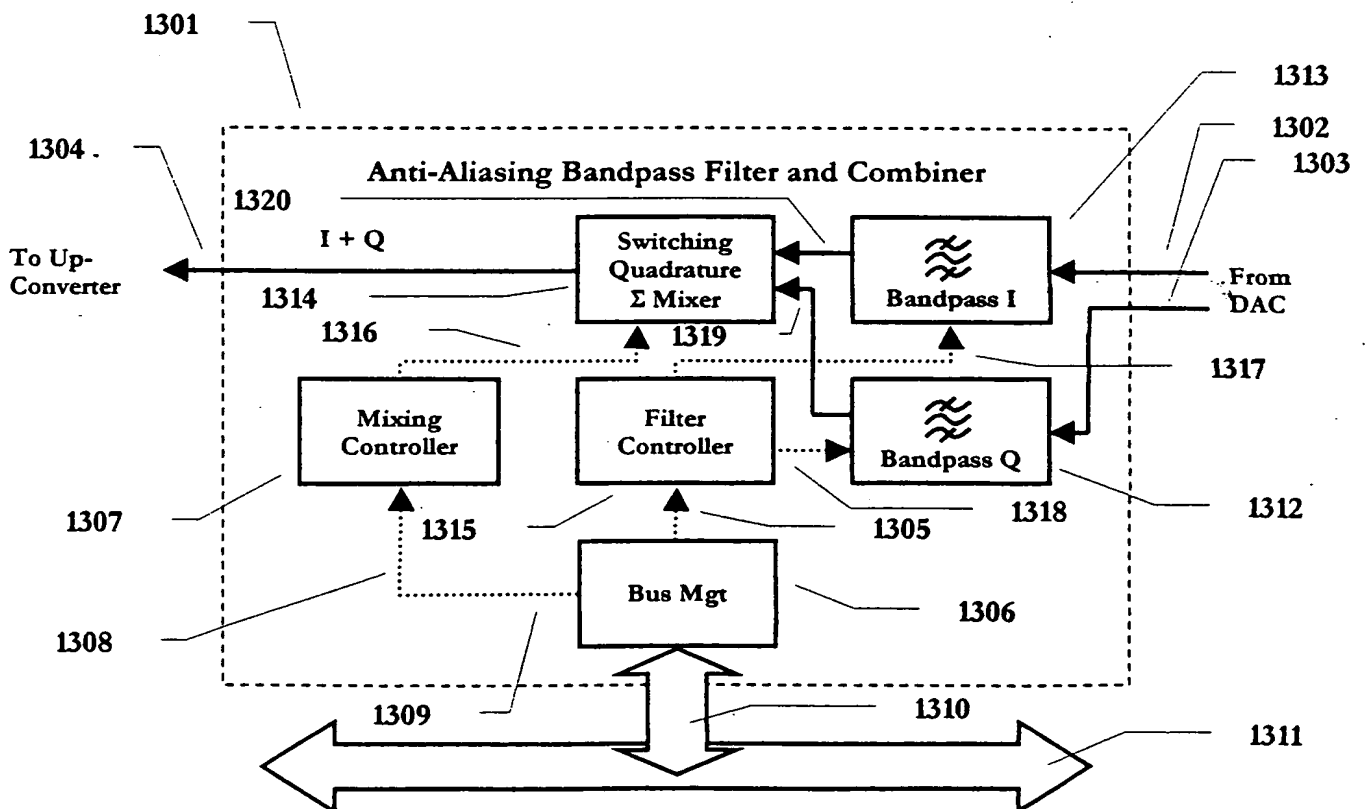 1301
1313
1302
1304
1303
Anti-Aliasing Bandpass Filter and Combiner
1320
I + Q
To Up-
Converter
Switching
Quadrature
Σ Mixer
Bandpass I
From
DAC
1314
1316
1319
1317
Mixing
Controller
Filter
Controller
Bandpass Q
1307
1315
1305
1318
1312
Bus Mgt
1306
1308
1309
1310
1311